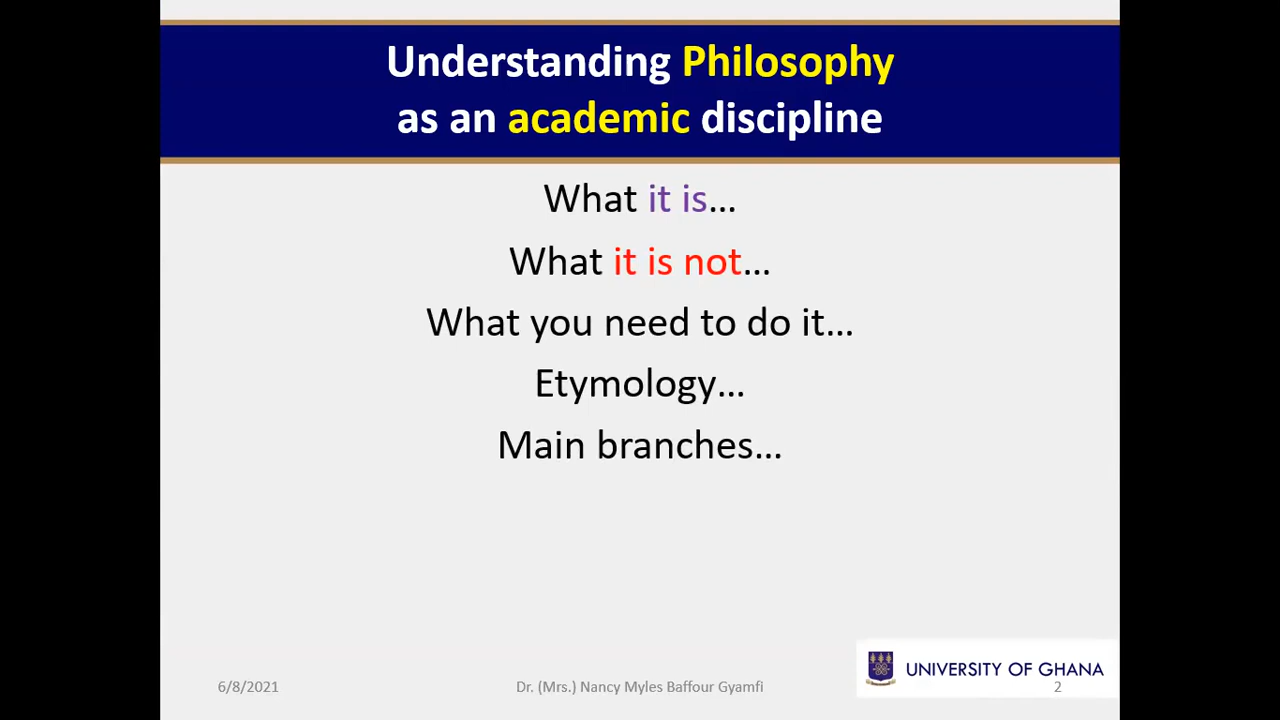 Understanding Philosophy
as an academic discipline
What it is…
What it is not…
What you need to do it…
Etymology…
Main branches…
6/8/2021
Dr. (Mrs.) Nancy Myles Baffour Gyamfi
UNIVERSITY OF GHANA
2